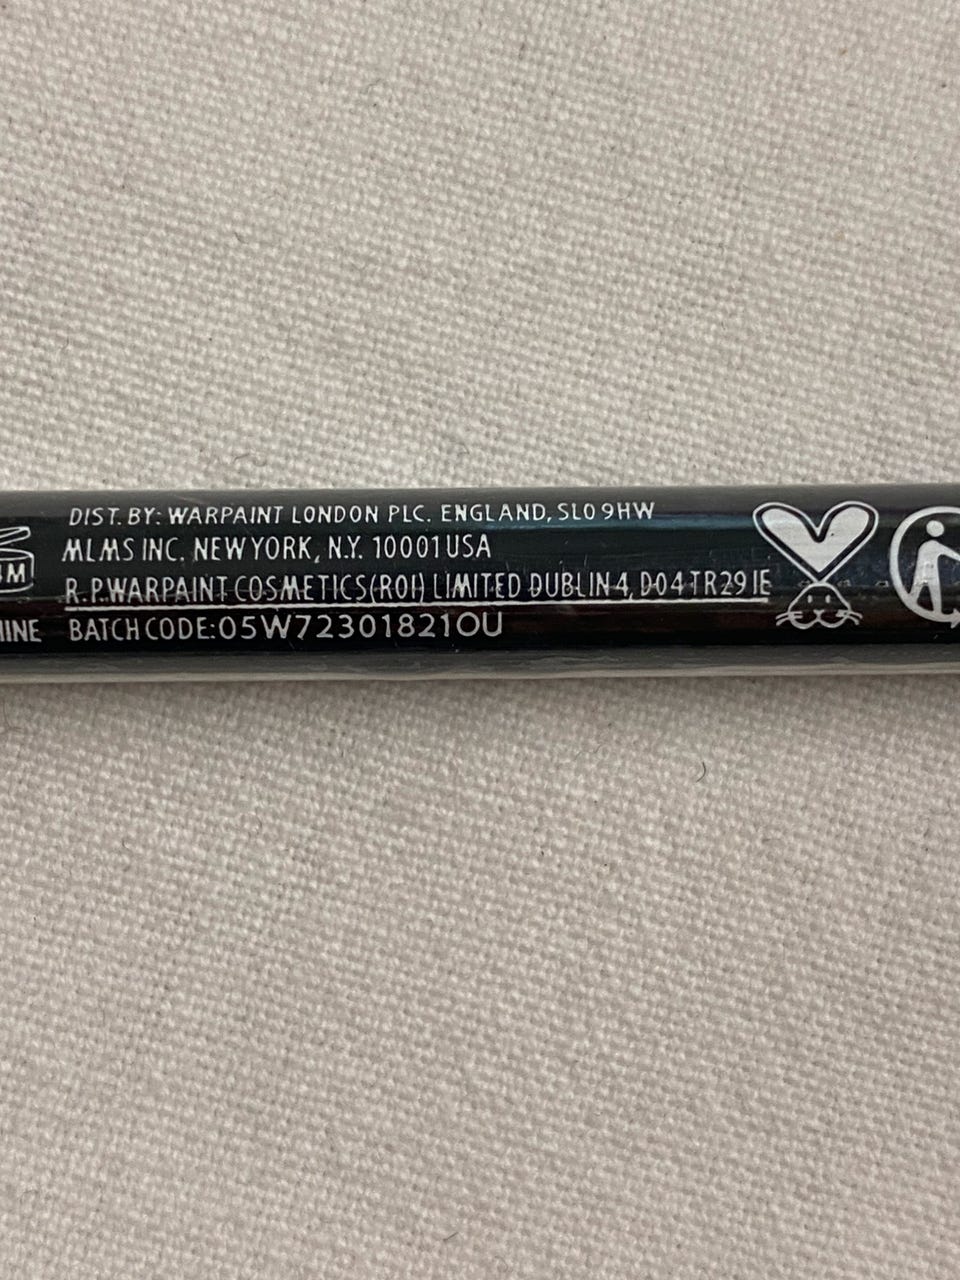 DIST. BY: WARPAINT LONDON PLC. ENGLAND, SL0 9HW
MLMS INC. NEW YORK, N.Y. 10001 USA
R.P. WARPAINT COSMETICS (ROI) LIMITED DUBLIN 4, D04 TR29 IE
BATCH CODE: 05W723018210U